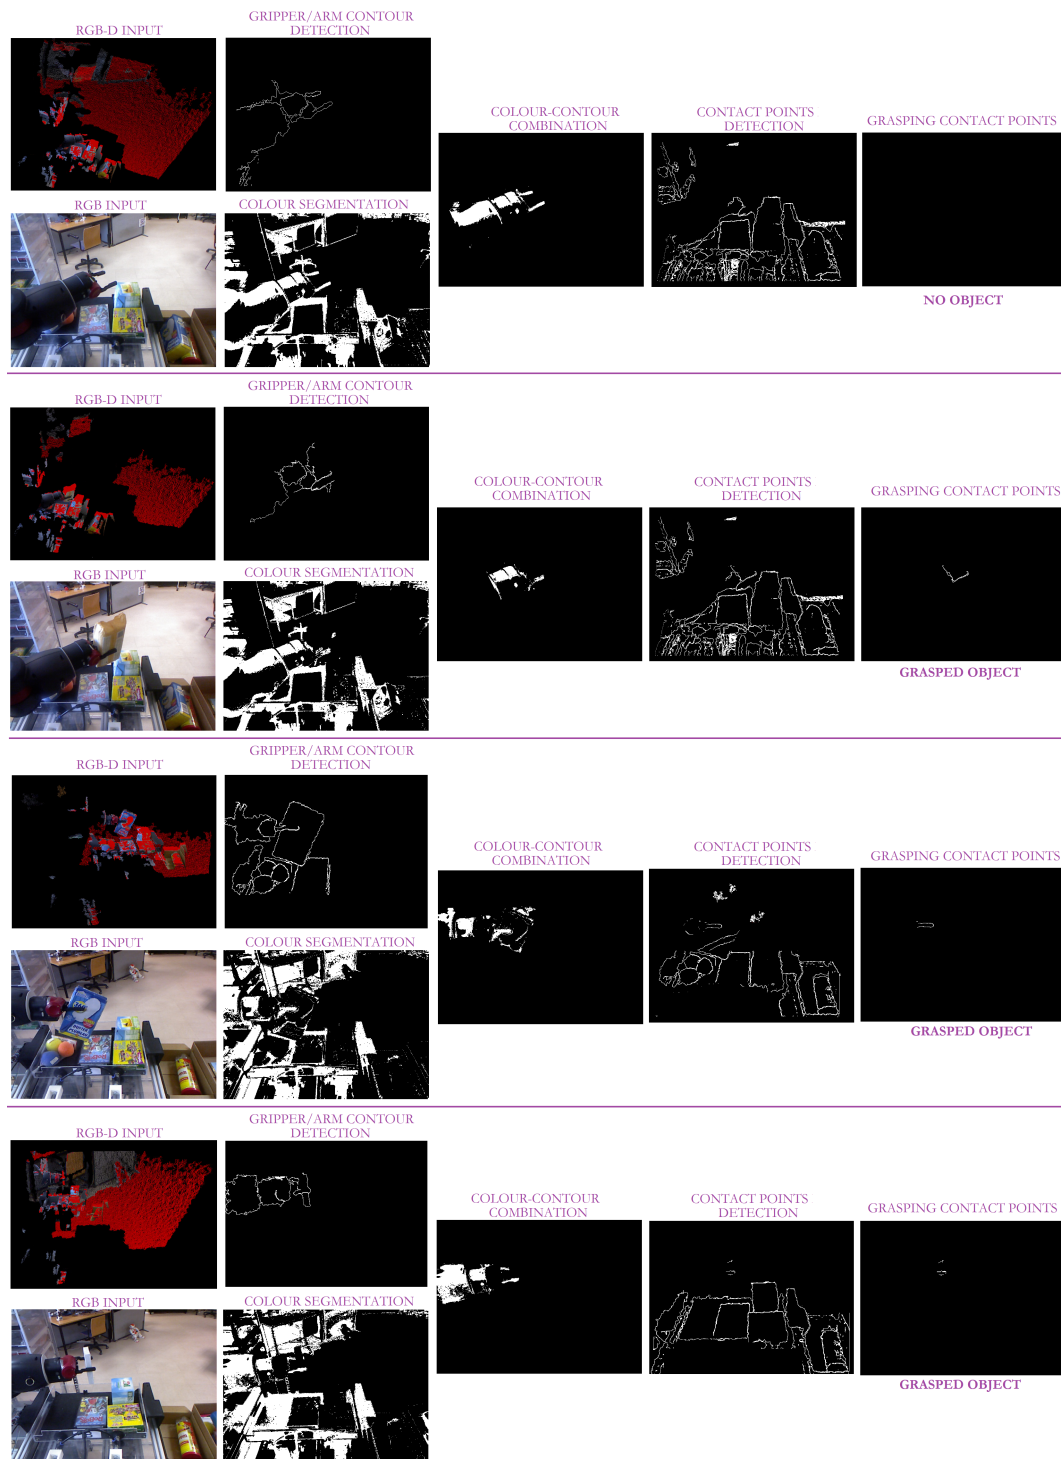 RGB-D INPUT
GRIPPER/ARM CONTOUR
DETECTION
RGB INPUT
COLOUR SEGMENTATION
COLOUR-CONTOUR
COMBINATION
CONTACT POINTS
DETECTION
GRASPING CONTACT POINTS
NO OBJECT
RGB-D INPUT
GRIPPER/ARM CONTOUR
DETECTION
RGB INPUT
COLOUR SEGMENTATION
COLOUR-CONTOUR
COMBINATION
CONTACT POINTS
DETECTION
GRASPING CONTACT POINTS
GRASPED OBJECT
RGB-D INPUT
GRIPPER/ARM CONTOUR
DETECTION
RGB INPUT
COLOUR SEGMENTATION
COLOUR-CONTOUR
COMBINATION
CONTACT POINTS
DETECTION
GRASPING CONTACT POINTS
GRASPED OBJECT
RGB-D INPUT
GRIPPER/ARM CONTOUR
DETECTION
RGB INPUT
COLOUR SEGMENTATION
COLOUR-CONTOUR
COMBINATION
CONTACT POINTS
DETECTION
GRASPING CONTACT POINTS
GRASPED OBJECT